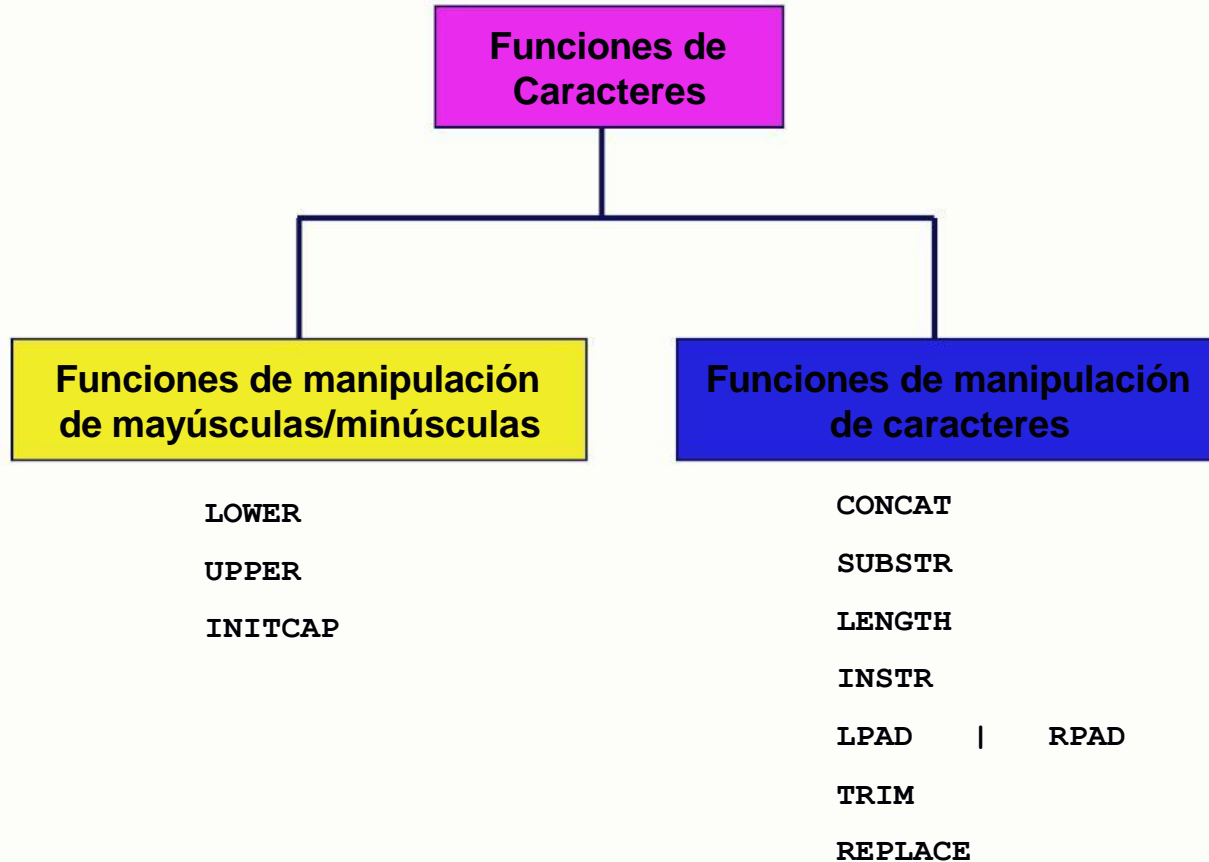 Funciones de
Caracteres
Funciones de manipulación
de mayúsculas/minúsculas
LOWER
UPPER
INITCAP
Funciones de manipulación
de caracteres
CONCAT
SUBSTR
LENGTH
INSTR
LPAD | RPAD
TRIM
REPLACE